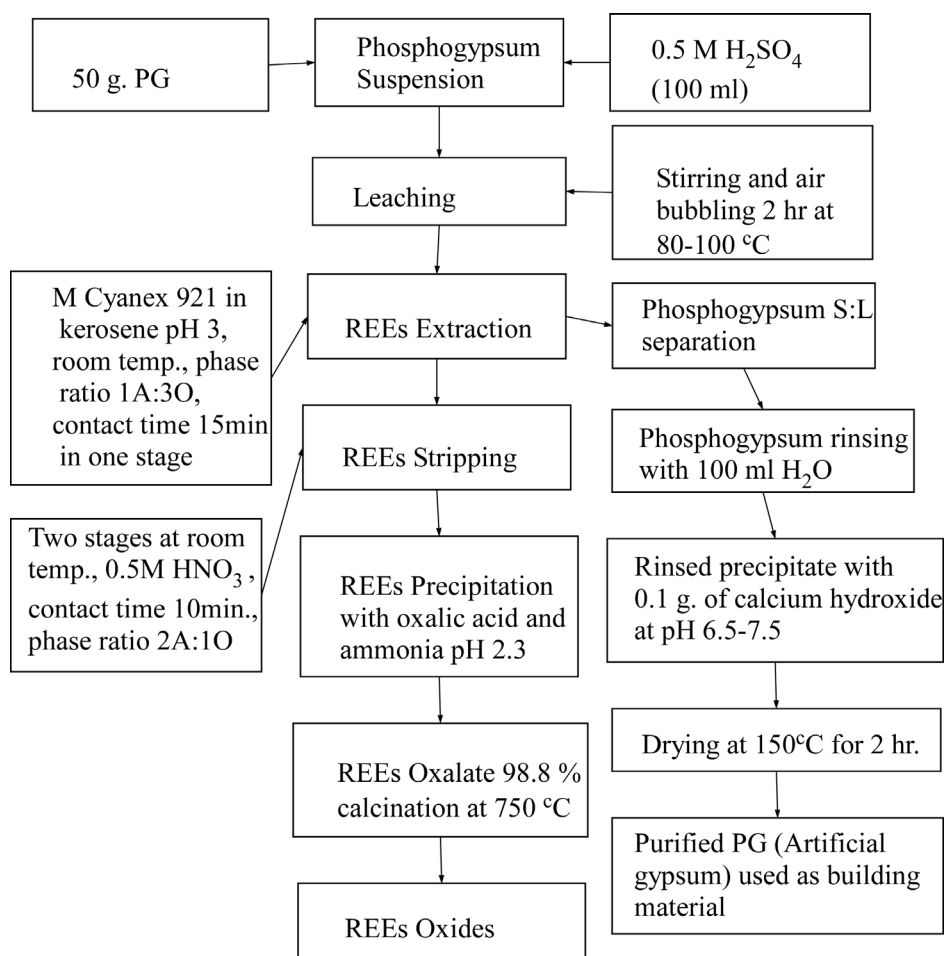 50 g. PG
Phosphogypsum
Suspension
0.5 M H₂SO₄
(100 ml)
Leaching
Stirring and air
bubbling 2 hr at
80-100 ᶜC
M Cyanex 921 in
kerosene pH 3,
room temp., phase
ratio 1A:3O,
contact time 15min
in one stage
REEs Extraction
Phosphogypsum S:L
separation
REEs Stripping
Phosphogypsum rinsing
with 100 ml H₂O
Two stages at room
temp., 0.5M HNO₃ ,
contact time 10min.,
phase ratio 2A:1O
REEs Precipitation
with oxalic acid and
ammonia pH 2.3
Rinsed precipitate with
0.1 g. of calcium hydroxide
at pH 6.5-7.5
REEs Oxalate 98.8 %
calcination at 750 ᶜC
Drying at 150ᶜC for 2 hr.
Purified PG (Artificial
gypsum) used as building
material
REEs Oxides